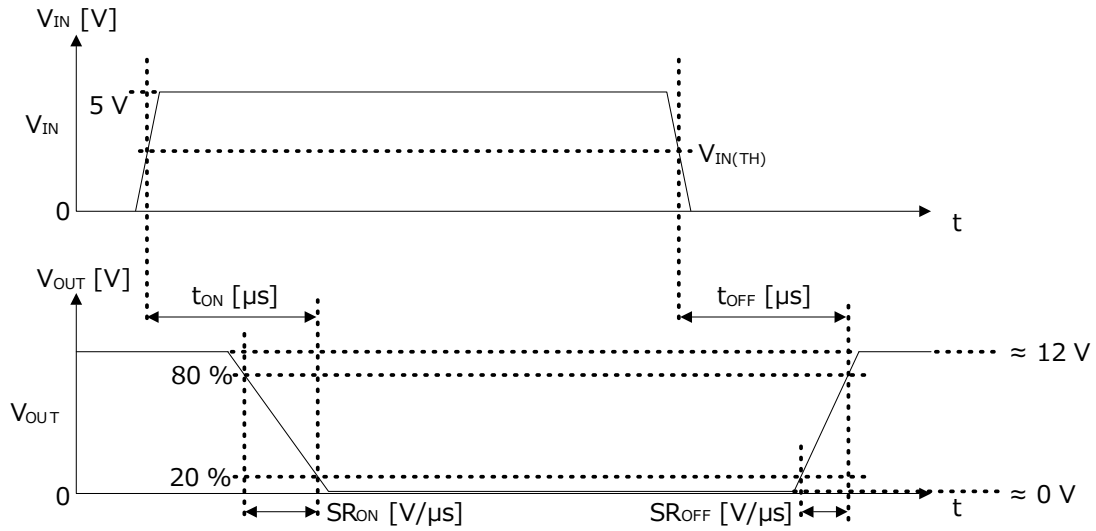 VIN [V]
5 V
VIN
VIN(TH)
0
t
VOUT [V]
tON [µs]
tOFF [µs]
≈ 12 V
80 %
VOUT
20 %
0
SRON [V/µs]
SROFF [V/µs]
t
≈ 0 V